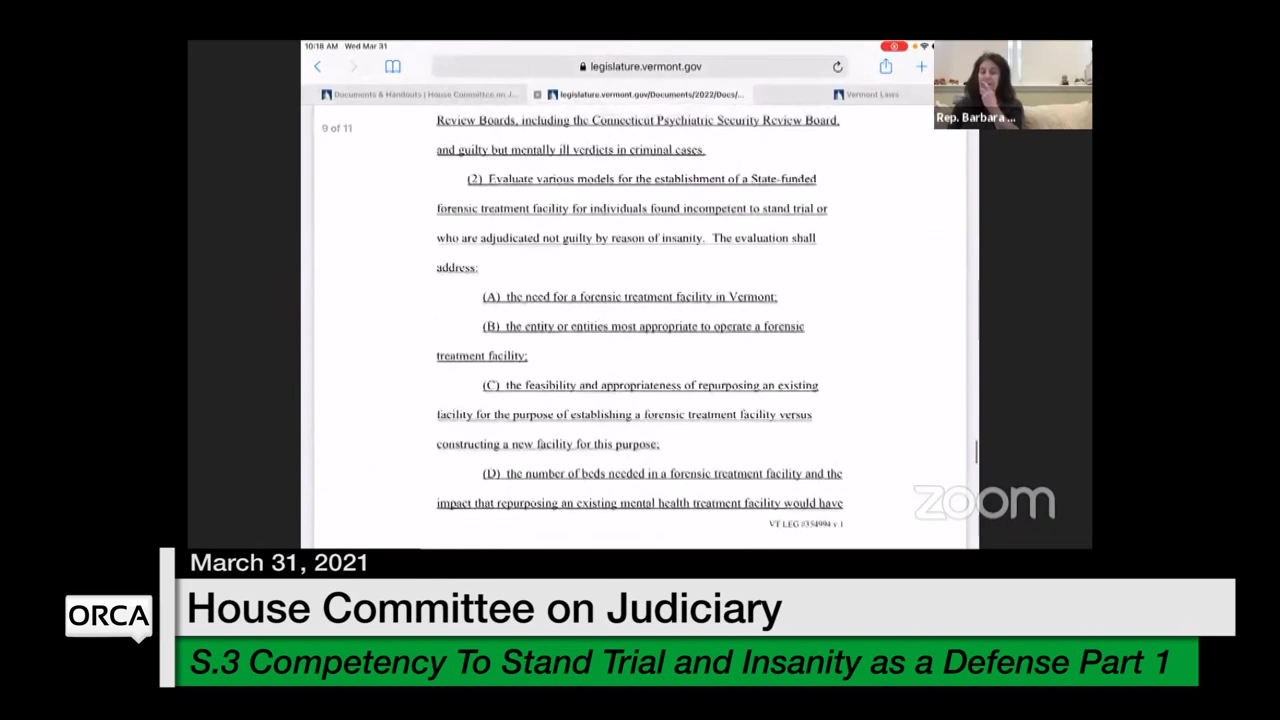 10:18 AM Wed Mar 31
legislature.vermont.gov
Documents & Handouts | House Committee on J...
legislature.vermont.gov/Documents/2022/Docs/...
Vermont Laws
Rep. Barbara ...
9 of 11
Review Boards, including the Connecticut Psychiatric Security Review Board,
and guilty but mentally ill verdicts in criminal cases.
(2) Evaluate various models for the establishment of a State-funded
forensic treatment facility for individuals found incompetent to stand trial or
who are adjudicated not guilty by reason of insanity. The evaluation shall
address:
(A) the need for a forensic treatment facility in Vermont;
(B) the entity or entities most appropriate to operate a forensic
treatment facility;
(C) the feasibility and appropriateness of repurposing an existing
facility for the purpose of establishing a forensic treatment facility versus
constructing a new facility for this purpose;
(D) the number of beds needed in a forensic treatment facility and the
impact that repurposing an existing mental health treatment facility would have
VT LEG #354994 v.1
zoom
March 31, 2021
ORCA
House Committee on Judiciary
S.3 Competency To Stand Trial and Insanity as a Defense Part 1